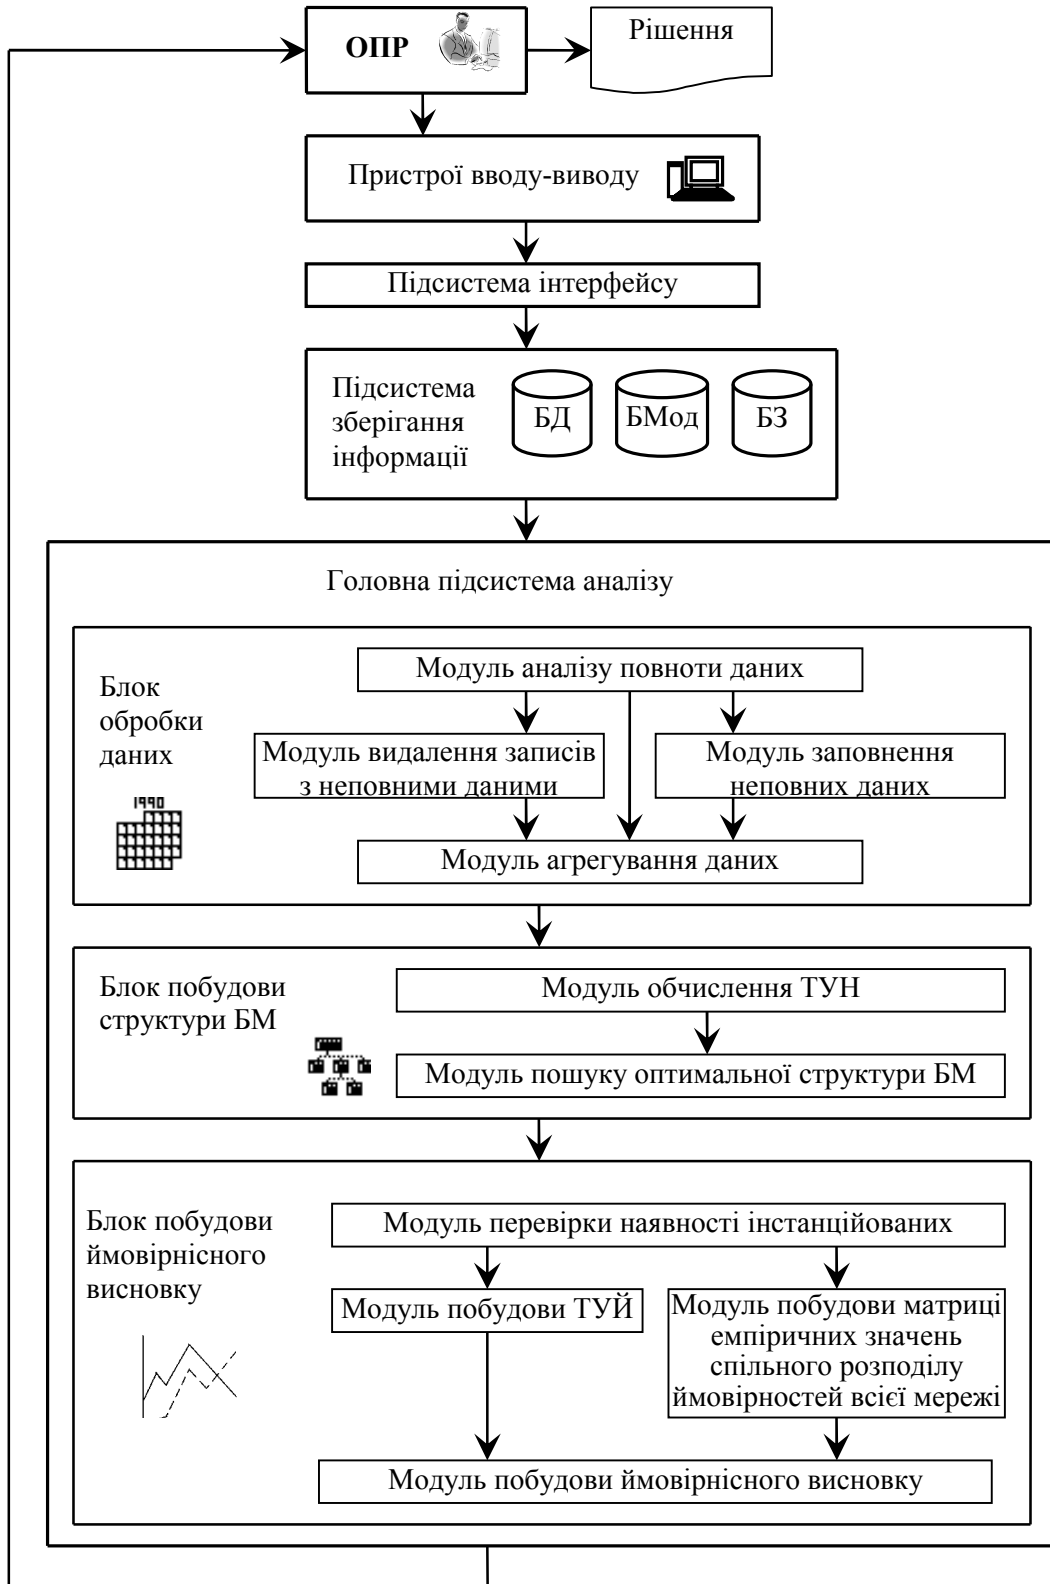 ОПР
Рішення
Пристрої вводу-виводу
Підсистема інтерфейсу
Підсистема
зберігання
інформації
БД
БМод
БЗ
Головна підсистема аналізу
Блок
обробки
даних
1990
Модуль аналізу повноти даних
Модуль видалення записів
з неповними даними
Модуль заповнення
неповних даних
Модуль агрегування даних
Блок побудови
структури БМ
Модуль обчислення ТУН
Модуль пошуку оптимальної структури БМ
Блок побудови
ймовірнісного
висновку
Модуль перевірки наявності інстанційованих
Модуль побудови ТУЙ
Модуль побудови матриці
емпіричних значень
спільного розподілу
ймовірностей всієї мережі
Модуль побудови ймовірнісного висновку